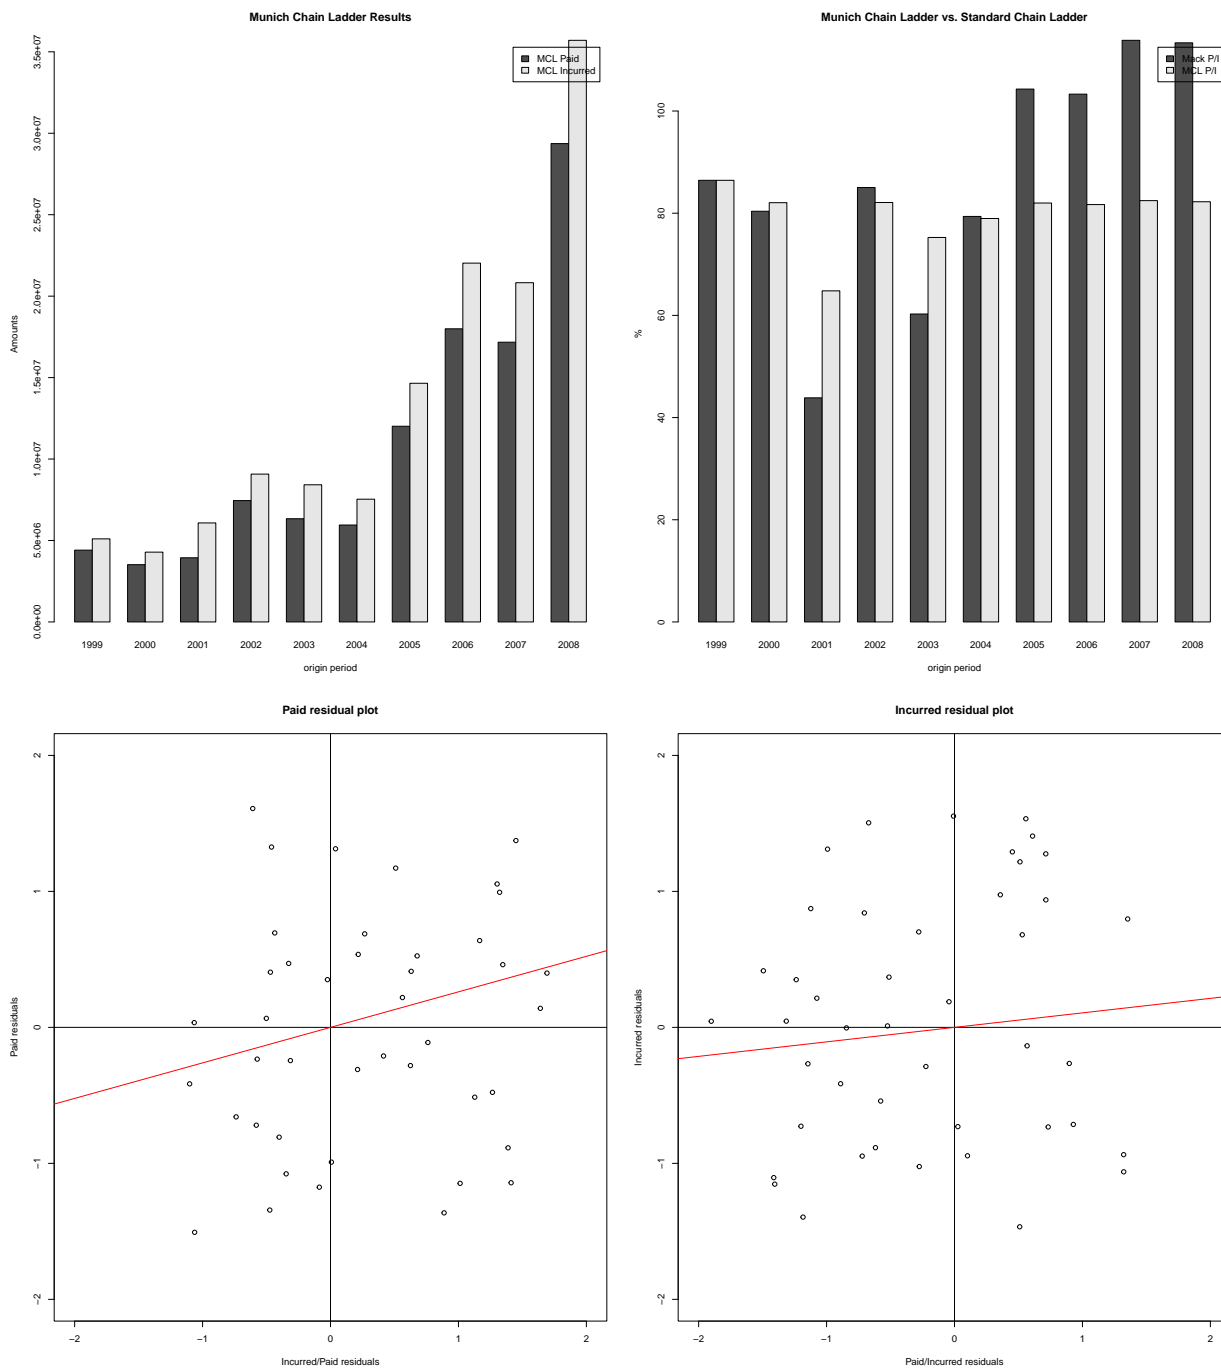 Munich Chain Ladder Results
MCL Paid
MCL Incurred
Amounts
0.0e+00
5.0e+06
1.0e+07
1.5e+07
2.0e+07
2.5e+07
3.0e+07
3.5e+07
1999 2000 2001 2002 2003 2004 2005 2006 2007 2008
origin period
Munich Chain Ladder vs. Standard Chain Ladder
Mack P/I
MCL P/I
%
0
20
40
60
80
100
1999 2000 2001 2002 2003 2004 2005 2006 2007 2008
origin period
Paid residual plot
Paid residuals
−2
−1
0
1
2
−2 −1 0 1 2
Incurred/Paid residuals
Incurred residual plot
Incurred residuals
−2
−1
0
1
2
−2 −1 0 1 2
Paid/Incurred residuals